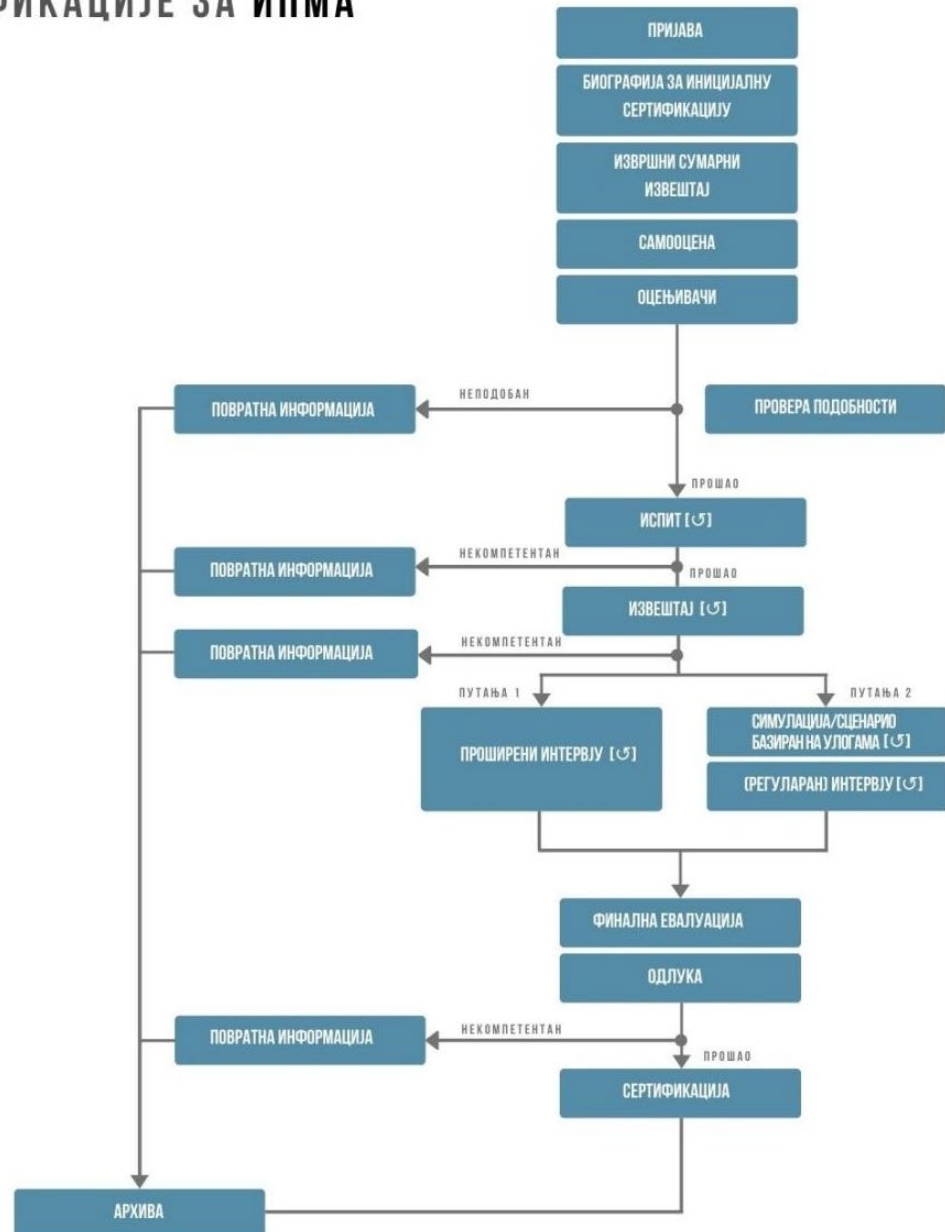 ФИКАЦИЈЕ ЗА ИПМА
ПРИЈАВА
БИОГРАФИЈА ЗА ИНИЦИЈАЛНУ
СЕРТИФИКАЦИЈУ
ИЗВРШНИ СУМАРНИ
ИЗВЕШТАЈ
САМООЦЕНА
ОЦЕЊИВАЧИ
ПОВРАТНА ИНФОРМАЦИЈА
НЕПОДОБАН
ПРОВЕРА ПОДОБНОСТИ
ПРОШАО
ИСПИТ [↺]
ПОВРАТНА ИНФОРМАЦИЈА
НЕКОМПЕТЕНТАН
ПРОШАО
ИЗВЕШТАЈ [↺]
ПОВРАТНА ИНФОРМАЦИЈА
НЕКОМПЕТЕНТАН
ПУТАЊА 1
ПУТАЊА 2
ПРОШИРЕНИ ИНТЕРВЈУ [↺]
СИМУЛАЦИЈА/СЦЕНАРИО
БАЗИРАН НА УЛОГАМА [↺]
(РЕГУЛАРАН) ИНТЕРВЈУ [↺]
ФИНАЛНА ЕВАЛУАЦИЈА
ОДЛУКА
ПОВРАТНА ИНФОРМАЦИЈА
НЕКОМПЕТЕНТАН
ПРОШАО
СЕРТИФИКАЦИЈА
АРХИВА